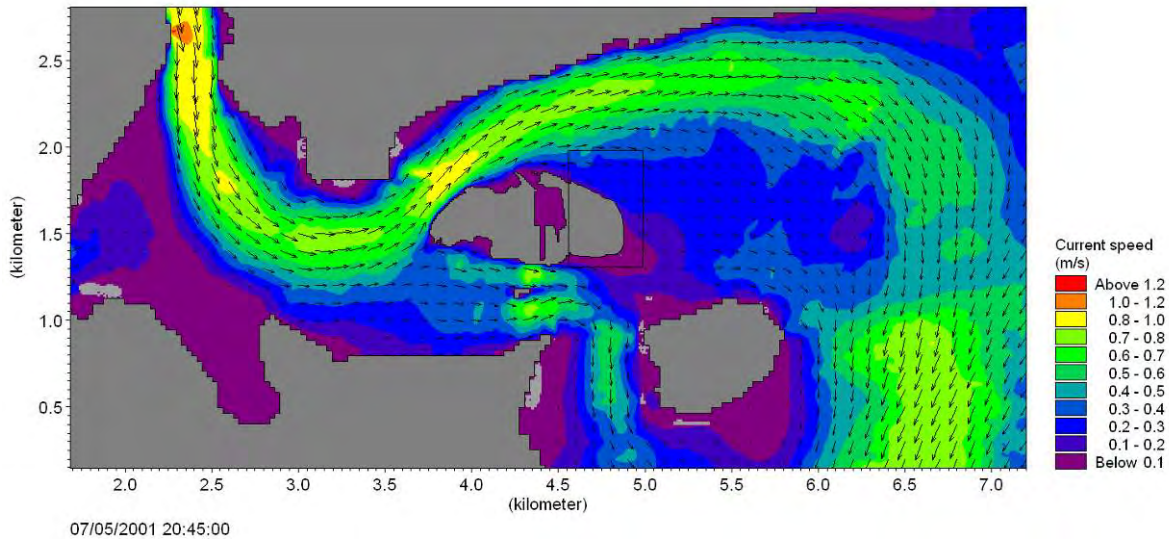 2.5
2.0
1.5
1.0
0.5
(kilometer)
2.0 2.5 3.0 3.5 4.0 4.5 5.0 5.5 6.0 6.5 7.0
(kilometer)
07/05/2001 20:45:00
Current speed
(m/s)
Above 1.2
1.0 - 1.2
0.8 - 1.0
0.7 - 0.8
0.6 - 0.7
0.5 - 0.6
0.4 - 0.5
0.3 - 0.4
0.2 - 0.3
0.1 - 0.2
Below 0.1